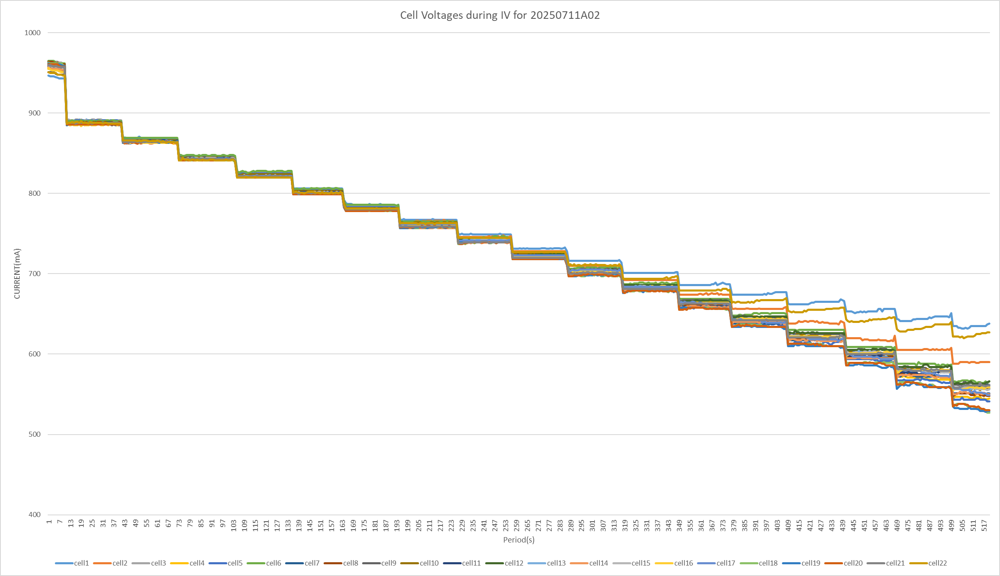 Cell Voltages during IV for 20250711A02
1000
900
800
700
600
500
400
CURRENT(mA)
1 7 13 19 25 31 37 43 49 55 61 67 73 79 85 91 97 103 109 115 121 127 133 139 145 151 157 163 169 175 181 187 193 199 205 211 217 223 229 235 241 247 253 259 265 271 277 283 289 295 301 307 313 319 325 331 337 343 349 355 361 367 373 379 385 391 397 403 409 415 421 427 433 439 445 451 457 463 469 475 481 487 493 499 505 511 517
Period(s)
cell1 cell2 cell3 cell4 cell5 cell6 cell7 cell8 cell9 cell10 cell11 cell12 cell13 cell14 cell15 cell16 cell17 cell18 cell19 cell20 cell21 cell22